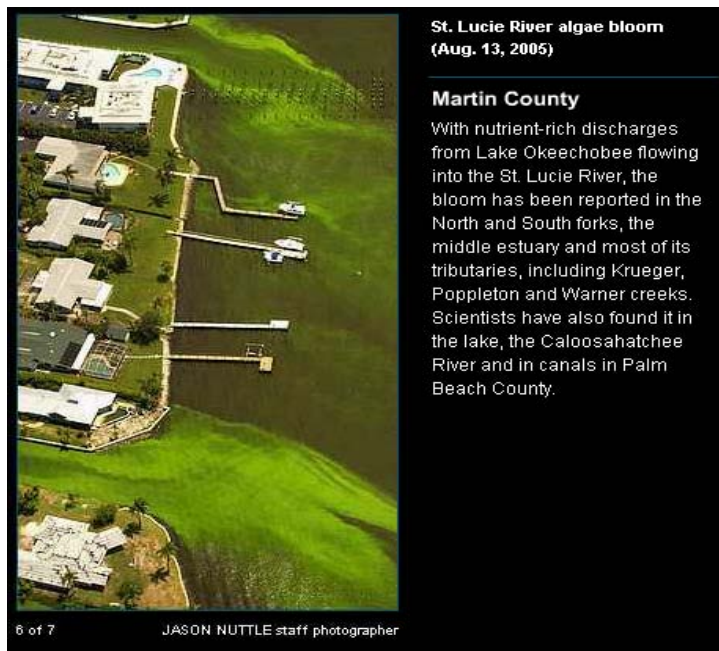 St. Lucie River algae bloom
(Aug. 13, 2005)
Martin County
With nutrient-rich discharges
from Lake Okeechobee flowing
into the St. Lucie River, the
bloom has been reported in the
North and South forks, the
middle estuary and most of its
tributaries, including Krueger,
Poppleton and Warner creeks.
Scientists have also found it in
the lake, the Caloosahatchee
River and in canals in Palm
Beach County.
6 of 7
JASON NUTTLE staff photographer